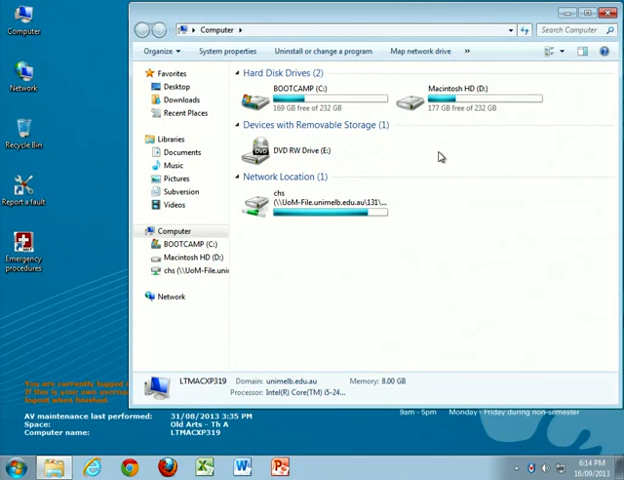 Computer
Network
Recycle Bin
Report a fault
Emergency
procedures
Computer
Search Computer
Organize
System properties
Uninstall or change a program
Map network drive
»
Favorites
Desktop
Downloads
Recent Places
Libraries
Documents
Music
Pictures
Subversion
Videos
Computer
BOOTCAMP (C:)
Macintosh HD (D:)
chs (\\UoM-File.uni
Network
Hard Disk Drives (2)
BOOTCAMP (C:)
169 GB free of 232 GB
Macintosh HD (D:)
177 GB free of 232 GB
Devices with Removable Storage (1)
DVD
DVD RW Drive (E:)
Network Location (1)
chs
(\\UoM-File.unimelb.edu.au\131\...
LTMACXP319
Domain: unimelb.edu.au
Memory: 8.00 GB
Processor: Intel(R) Core(TM) i5-24...
You are currently logged
If this is your own usernam
logout when finished.
AV maintenance last performed: 31/08/2013 3:35 PM
Space: Old Arts - Th A
Computer name: LTMACXP319
9am - 5pm Monday - Friday during non-semester
6:14 PM
16/09/2013